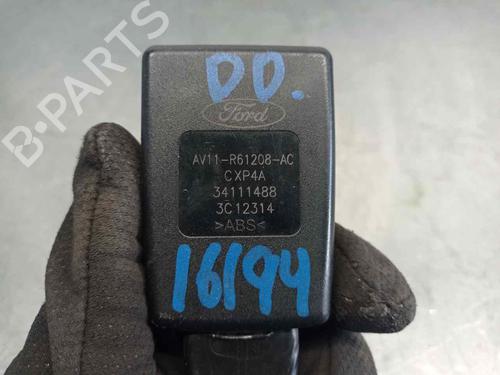 B-PARTS
DD.
Ford
AV11-R61208-AC
CXP4A
34111488
3C12314
>ABS<
16194